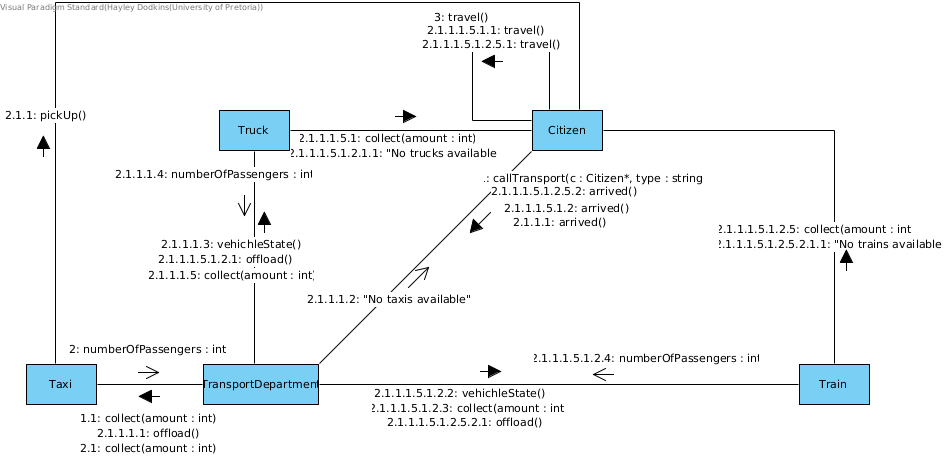 Visual Paradigm Standard(Hayley Dodkins(University of Pretoria))
3: travel()
2.1.1.1.5.1.1: travel()
2.1.1.1.5.1.2.5.1: travel()
2.1.1: pickUp()
Truck
Citizen
2.1.1.1.5.1: collect(amount : int)
2.1.1.1.5.1.2.1.1: "No trucks available
2.1.1.1.4: numberOfPassengers : int
.: callTransport(c : Citizen*, type : string
2.1.1.1.5.1.2.5.2: arrived()
2.1.1.1.5.1.2: arrived()
2.1.1.1: arrived()
2.1.1.1.5.1.2.5: collect(amount : int
2.1.1.1.5.1.2.5.2.1.1: "No trains available
2.1.1.1.3: vehichleState()
2.1.1.1.5.1.2.1: offload()
2.1.1.1.5: collect(amount : int)
2.1.1.1.2: "No taxis available"
2: numberOfPassengers : int
2.1.1.1.5.1.2.4: numberOfPassengers : int
Taxi
TransportDepartment
Train
1.1: collect(amount : int)
2.1.1.1.1: offload()
2.1: collect(amount : int)
2.1.1.1.5.1.2.2: vehichleState()
2.1.1.1.5.1.2.3: collect(amount : int
2.1.1.1.5.1.2.5.2.1: offload()